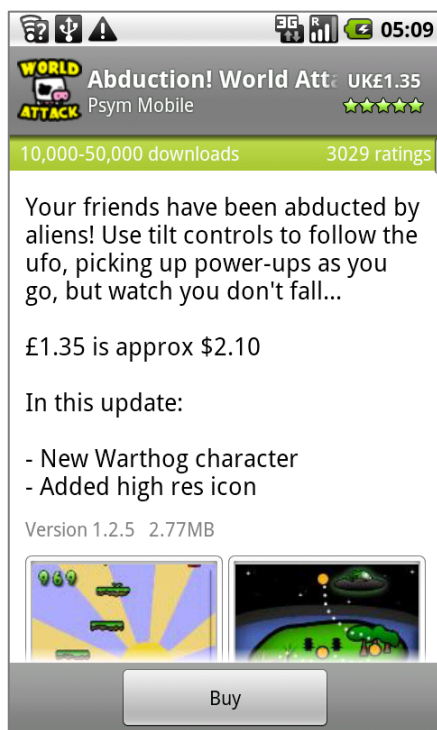 3G
R
05:09
WORLD
ATTACK
Abduction! World Att
UK£1.35
Psym Mobile
10,000-50,000 downloads
3029 ratings
Your friends have been abducted by
aliens! Use tilt controls to follow the
ufo, picking up power-ups as you
go, but watch you don't fall...
£1.35 is approx $2.10
In this update:
- New Warthog character
- Added high res icon
Version 1.2.5 2.77MB
969
Buy